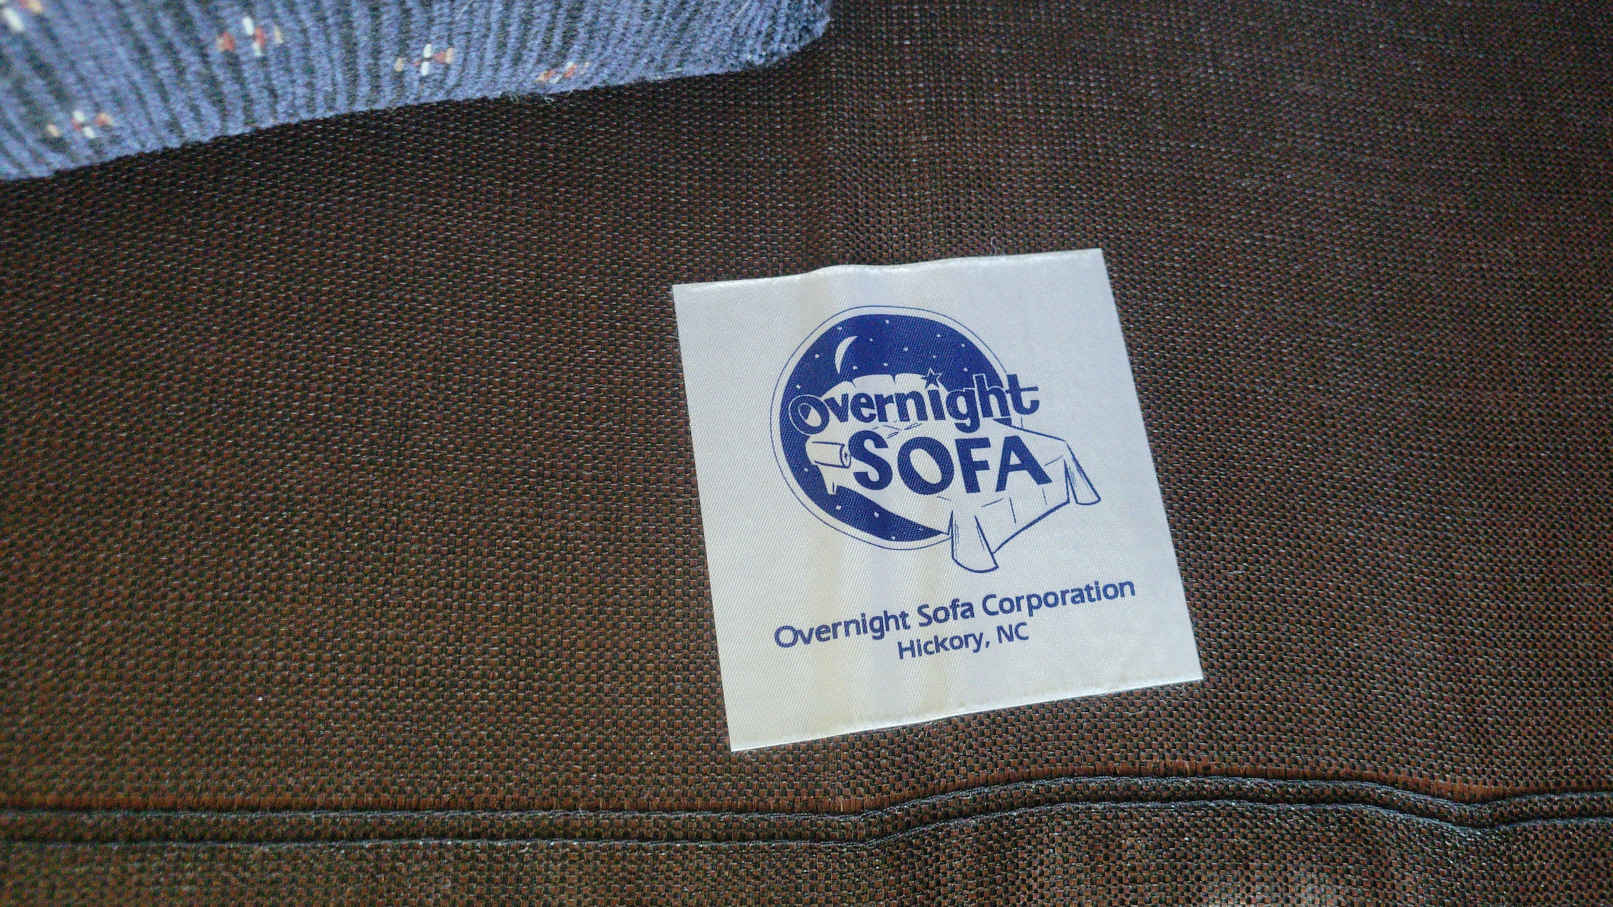 Overnight
SOFA
Overnight Sofa Corporation
Hickory, NC